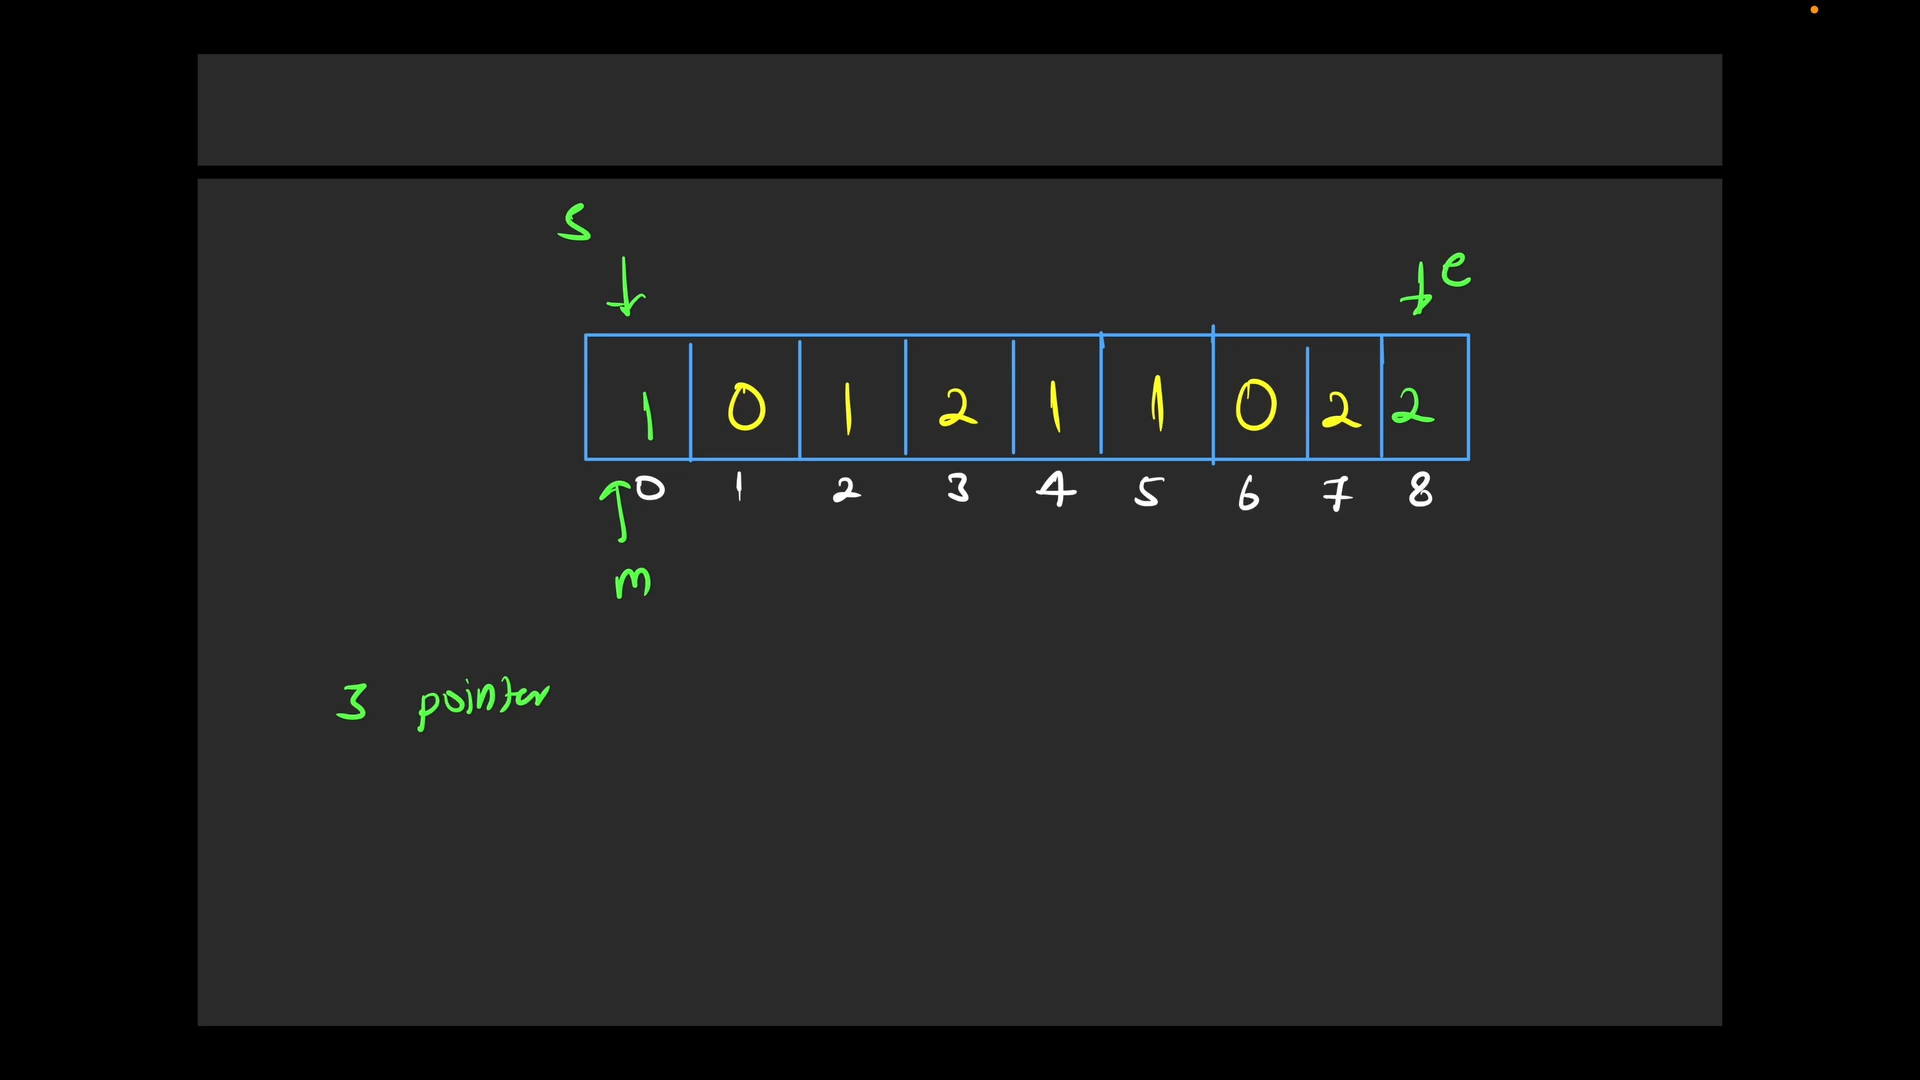 S
e
1 0 1 2 1 1 0 2 2
0 1 2 3 4 5 6 7 8
m
3 pointer